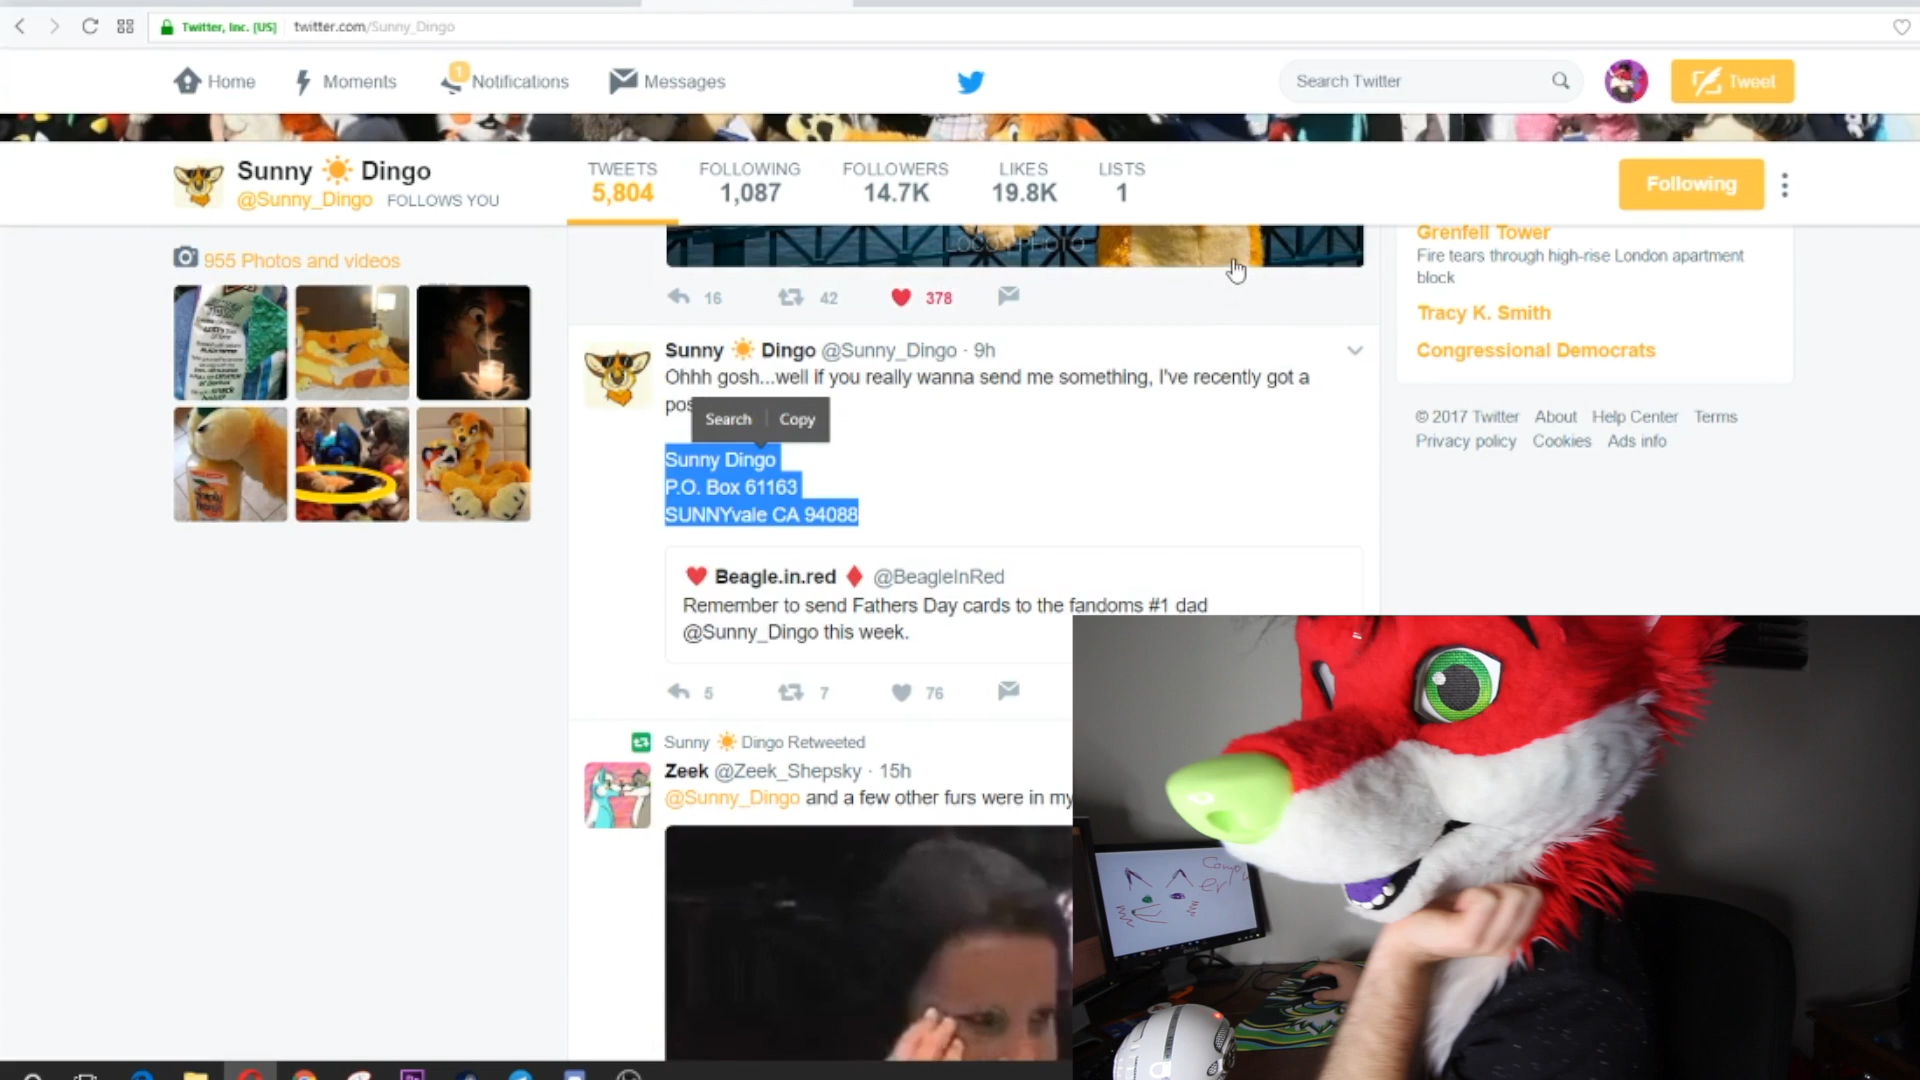 Twitter, Inc. [US] twitter.com/Sunny_Dingo
Home Moments 1 Notifications Messages Search Twitter Tweet
Sunny Dingo
@Sunny_Dingo FOLLOWS YOU
TWEETS FOLLOWING FOLLOWERS LIKES LISTS
5,804 1,087 14.7K 19.8K 1
Following
955 Photos and videos
16 42 378
Sunny Dingo @Sunny_Dingo · 9h
Ohhh gosh...well if you really wanna send me something, I've recently got a
pos
Search Copy
Sunny Dingo
P.O. Box 61163
SUNNYvale CA 94088
Beagle.in.red @BeagleInRed
Remember to send Fathers Day cards to the fandoms #1 dad
@Sunny_Dingo this week.
5 7 76
Sunny Dingo Retweeted
Zeek @Zeek_Shepsky · 15h
@Sunny_Dingo and a few other furs were in my
Grenfell Tower
Fire tears through high-rise London apartment
block
Tracy K. Smith
Congressional Democrats
© 2017 Twitter About Help Center Terms
Privacy policy Cookies Ads info